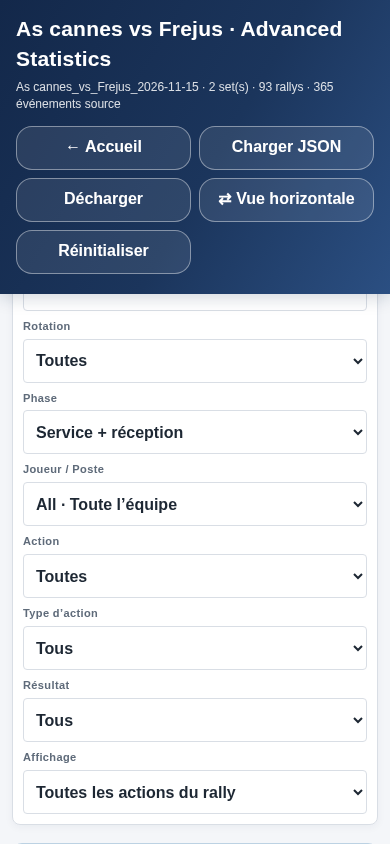 As cannes vs Frejus · Advanced
Statistics
As cannes_vs_Frejus_2026-11-15 · 2 set(s) · 93 rallys · 365
événements source
← Accueil
Charger JSON
Décharger
⇄ Vue horizontale
Réinitialiser
Rotation
Toutes
Phase
Service + réception
Joueur / Poste
All · Toute l’équipe
Action
Toutes
Type d’action
Tous
Résultat
Tous
Affichage
Toutes les actions du rally